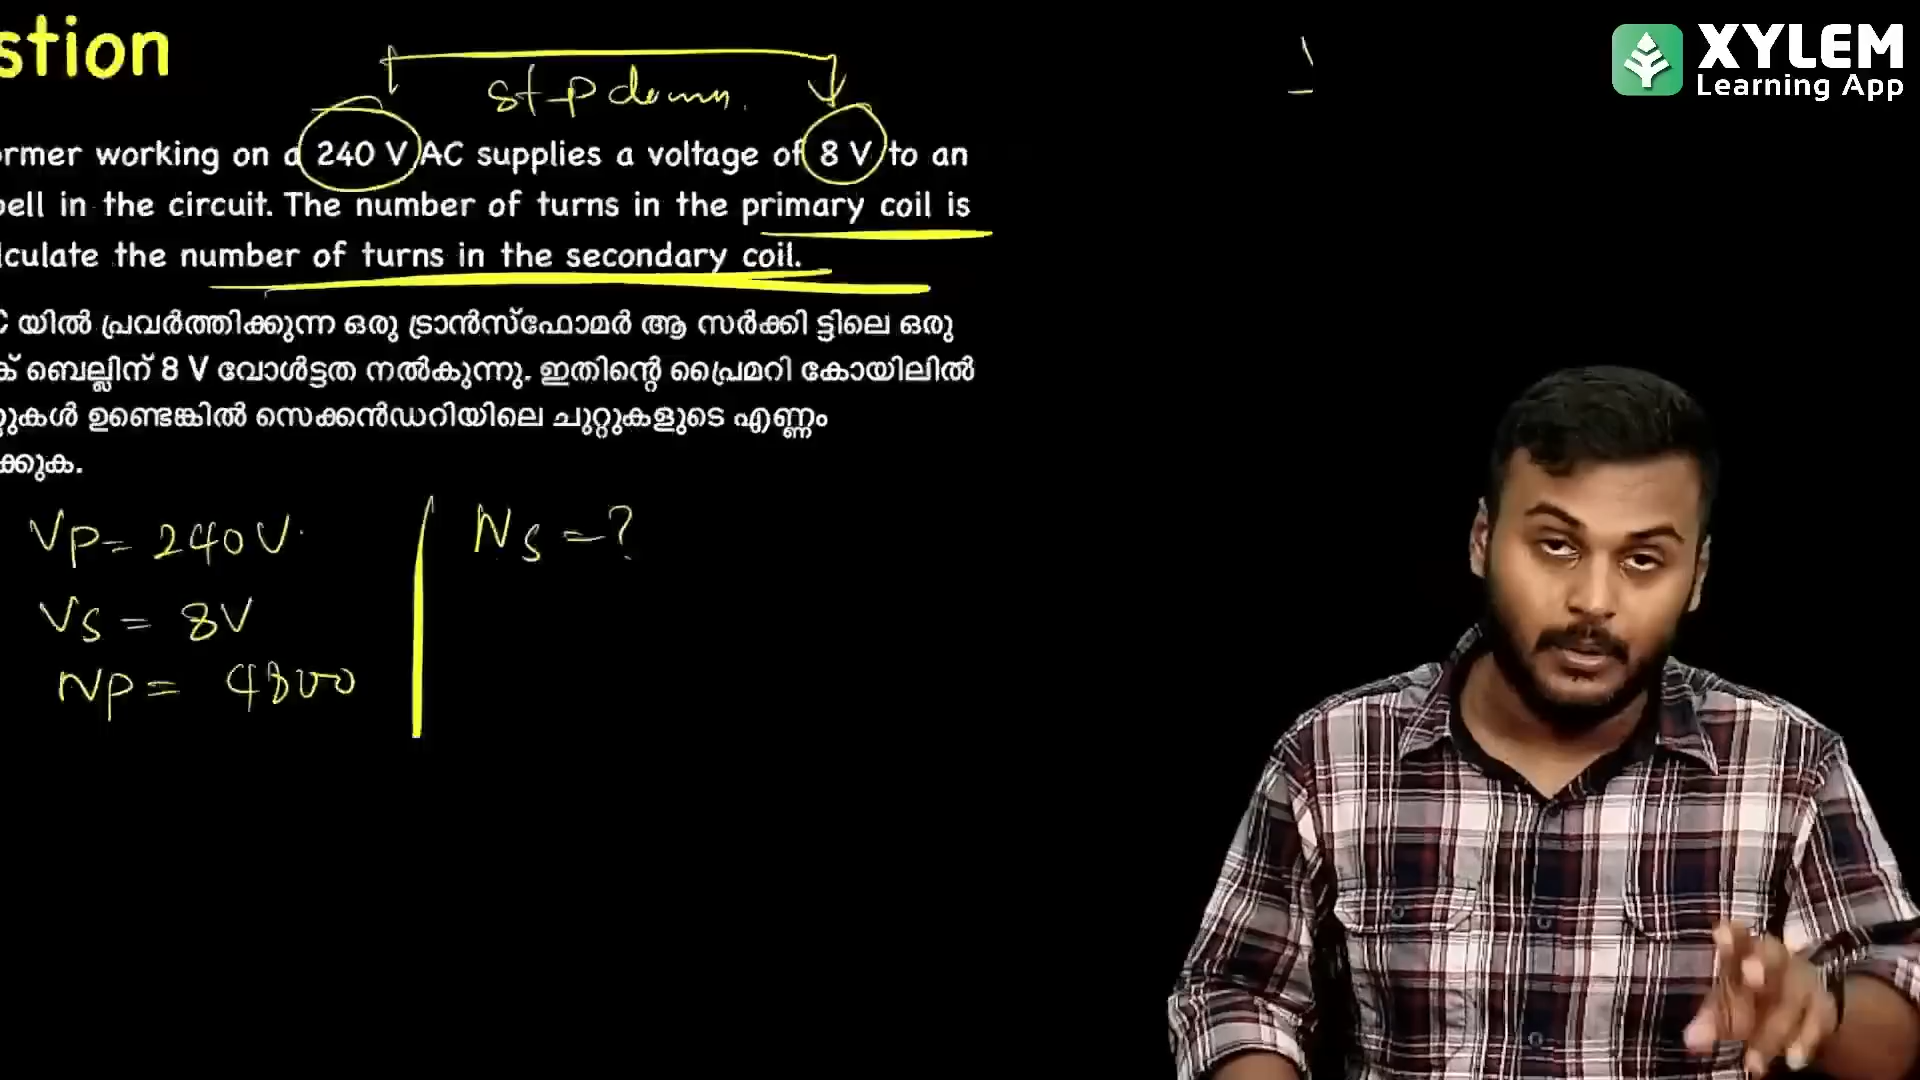 stion
XYLEM
Learning App
stepdown.
ormer working on a 240 V AC supplies a voltage of 8 V to an
bell in the circuit. The number of turns in the primary coil is
lculate the number of turns in the secondary coil.
C യിൽ പ്രവർത്തിക്കുന്ന ഒരു ട്രാൻസ്ഫോമർ ആ സർക്കി ട്ടിലെ ഒരു
ക് ബെല്ലിന് 8 V വോൾട്ടത നൽകുന്നു. ഇതിന്റെ പ്രൈമറി കോയിലിൽ
റ്റുകൾ ഉണ്ടെങ്കിൽ സെക്കൻഡറിയിലെ ചുറ്റുകളുടെ എണ്ണം
ക്കുക.
VP = 240V.
VS = 8V
NP = 4800
NS = ?